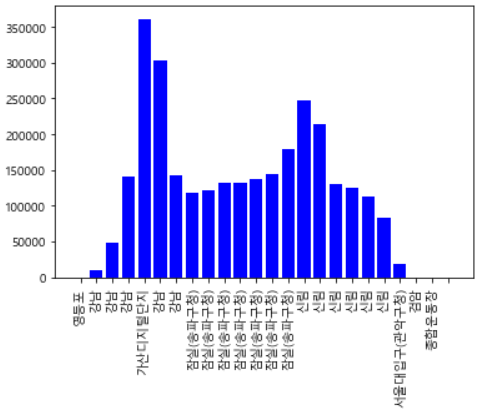 350000
300000
250000
200000
150000
100000
50000
0
영등포
강남
강남
강남
가산디지털단지
강남
강남
잠실(송파구청)
잠실(송파구청)
잠실(송파구청)
잠실(송파구청)
잠실(송파구청)
잠실(송파구청)
잠실(송파구청)
신림
신림
신림
신림
신림
신림
서울대입구(관악구청)
검암
종합운동장